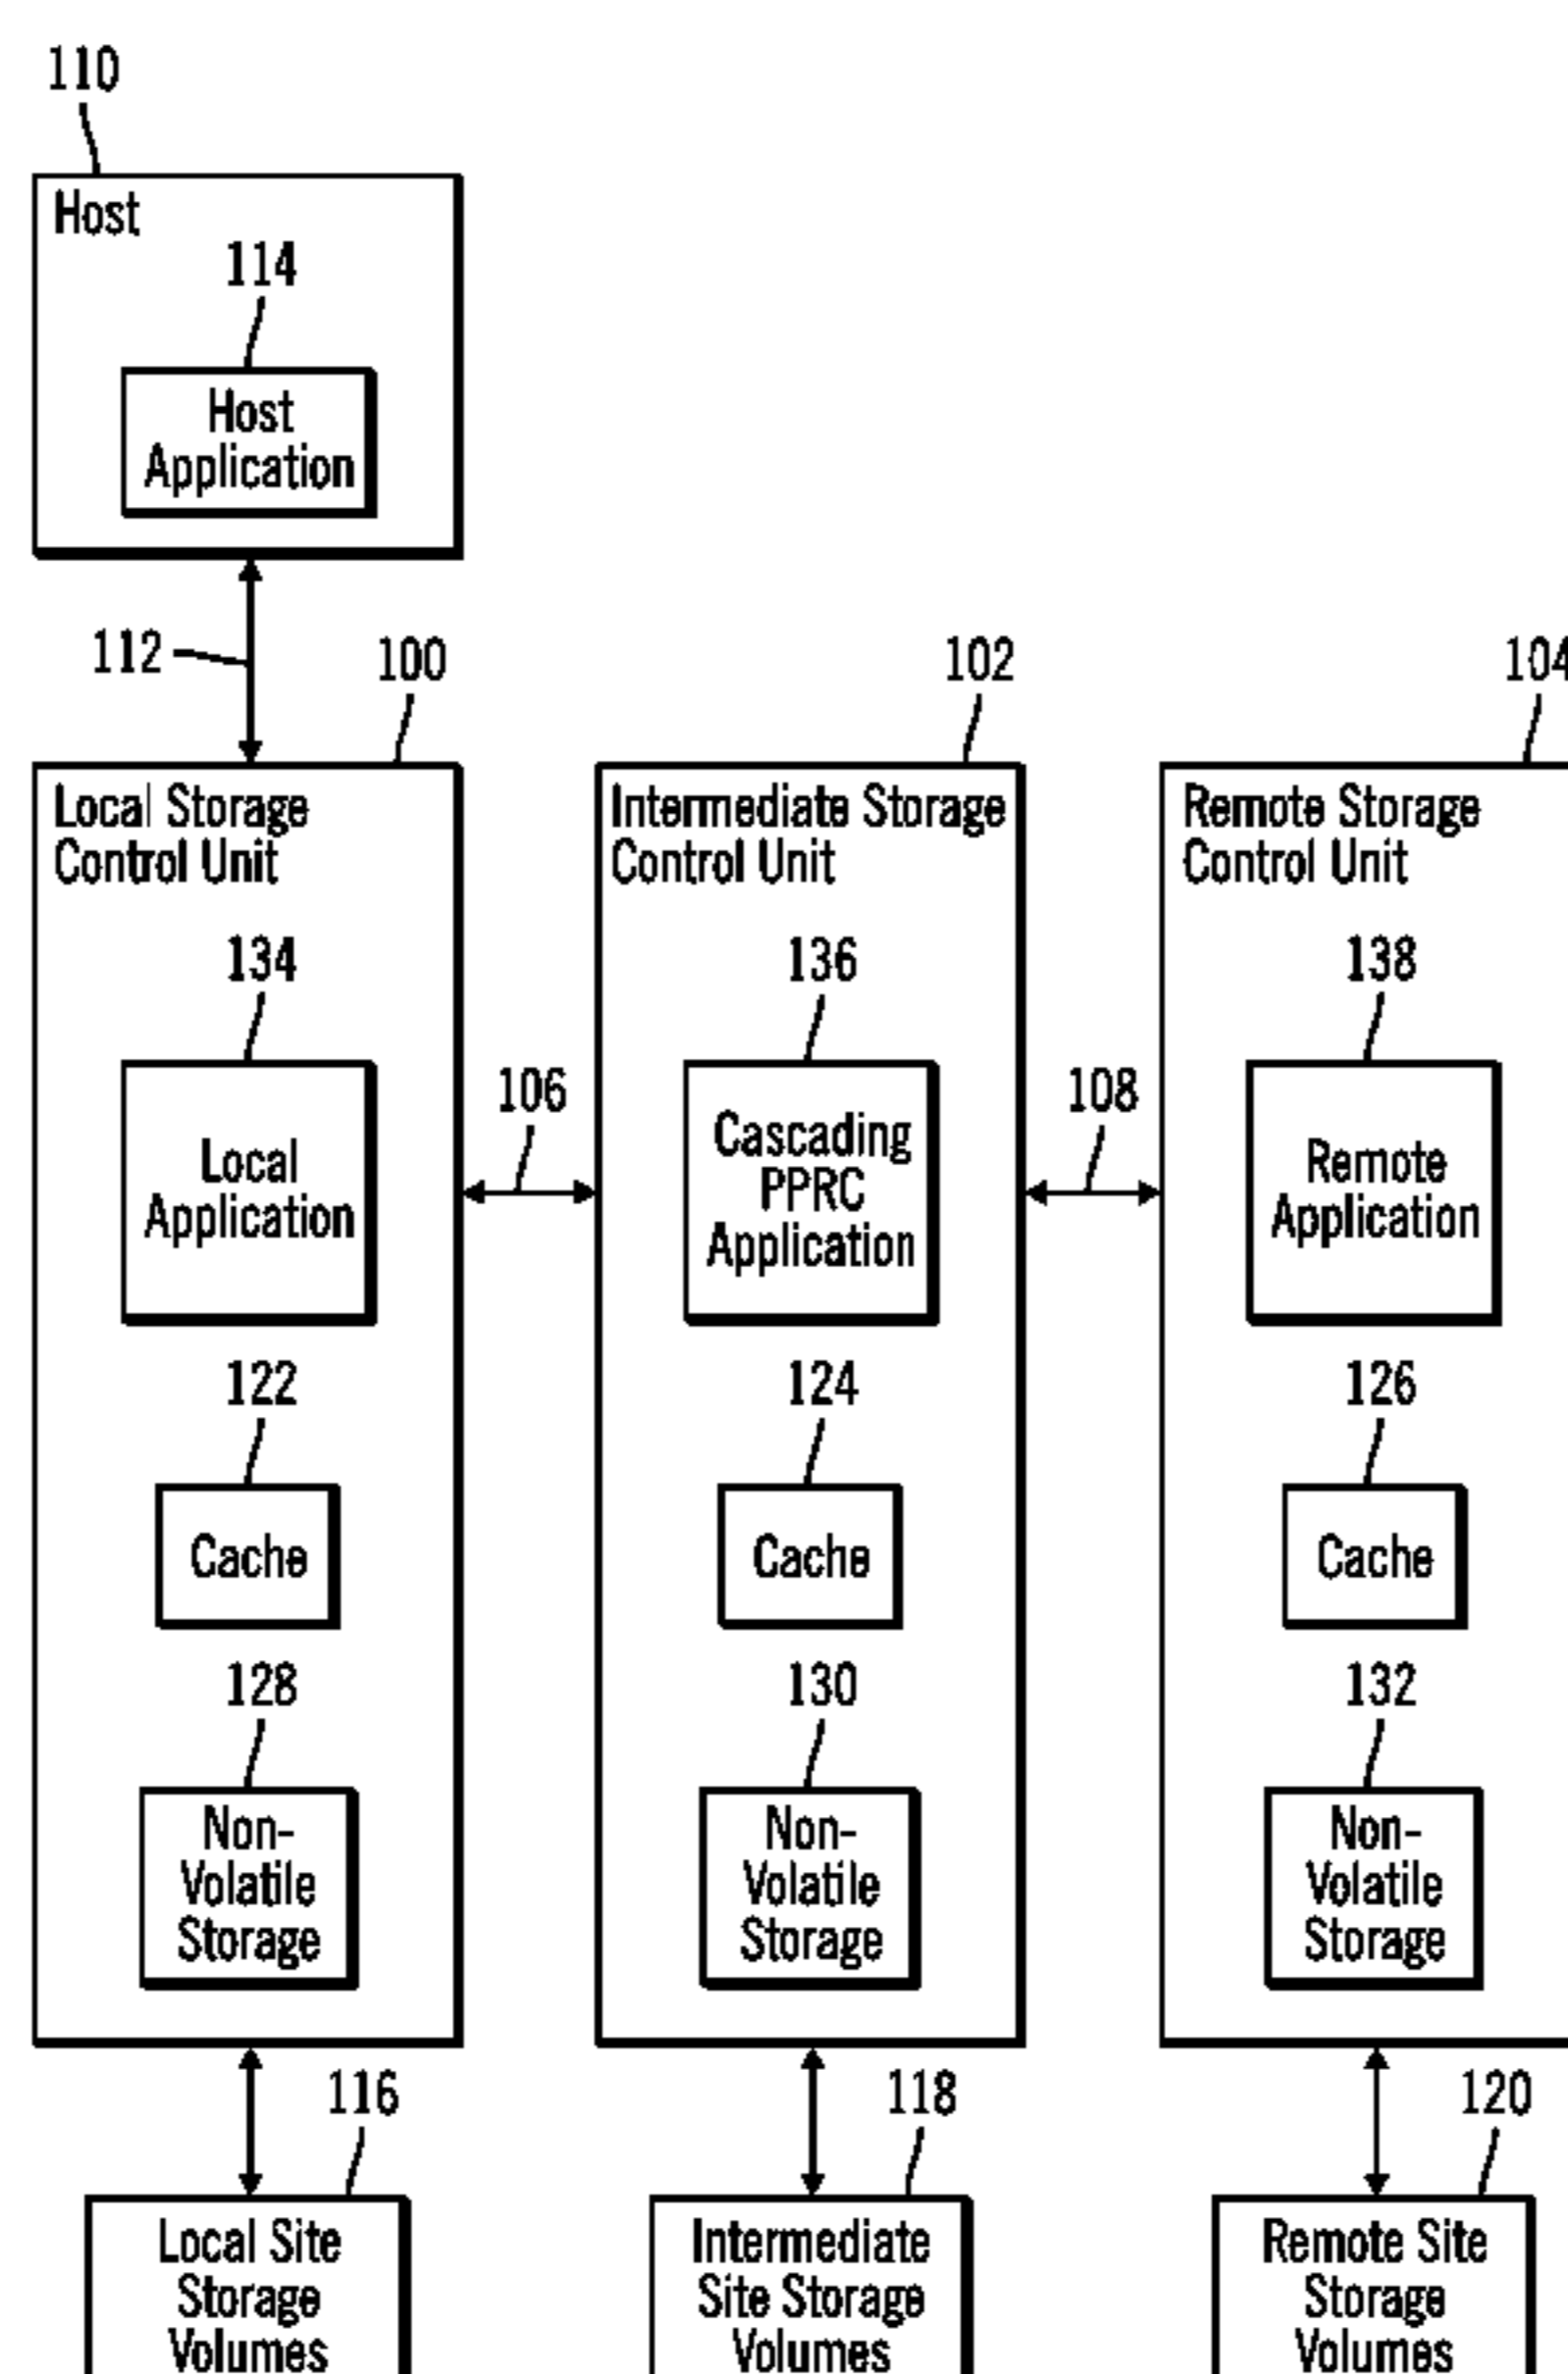 110
Host
114
Host
Application
112
100
102
104
Local Storage
Control Unit
Intermediate Storage
Control Unit
Remote Storage
Control Unit
134
136
138
106
108
Local
Application
Cascading
PPRC
Application
Remote
Application
122
124
126
Cache
Cache
Cache
128
130
132
Non-
Volatile
Storage
Non-
Volatile
Storage
Non-
Volatile
Storage
116
118
120
Local Site
Storage
Volumes
Intermediate
Site Storage
Volumes
Remote Site
Storage
Volumes